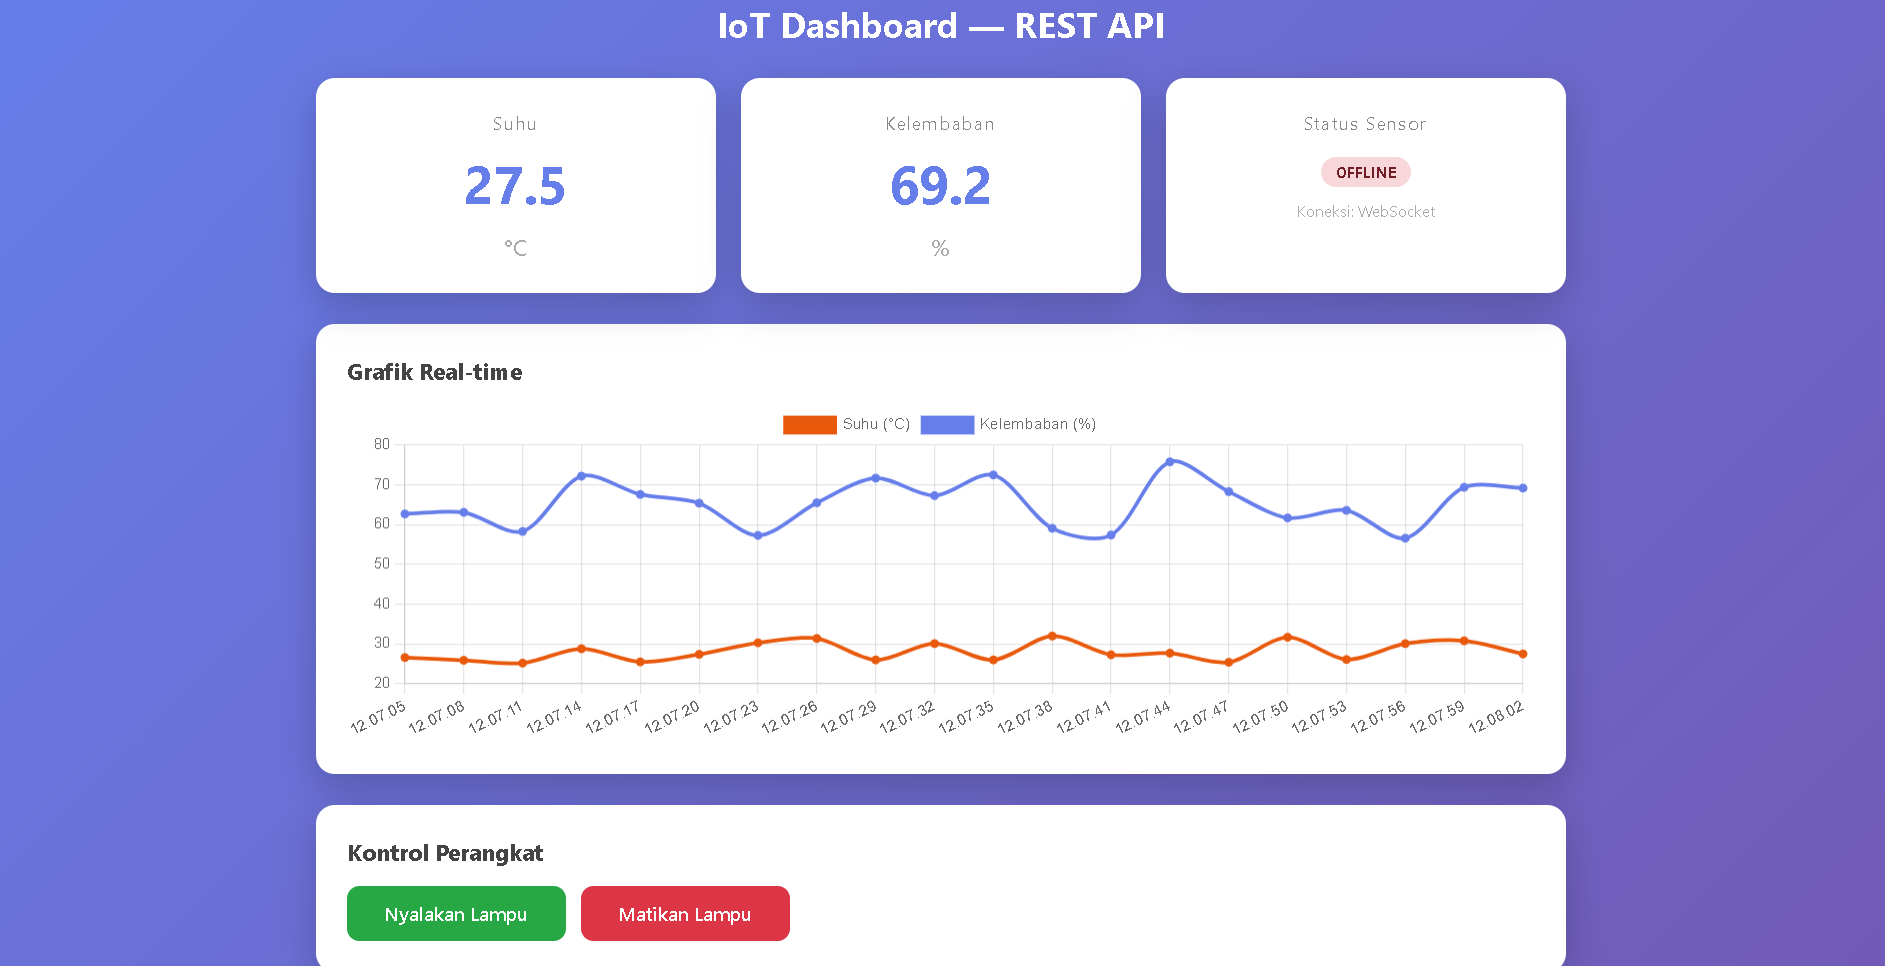 IoT Dashboard — REST API
Suhu
27.5
°C
Kelembaban
69.2
%
Status Sensor
OFFLINE
Koneksi: WebSocket
Grafik Real-time
Suhu (°C) Kelembaban (%)
80
70
60
50
40
30
20
12.07.05 12.07.08 12.07.11 12.07.14 12.07.17 12.07.20 12.07.23 12.07.26 12.07.29 12.07.32 12.07.35 12.07.38 12.07.41 12.07.44 12.07.47 12.07.50 12.07.53 12.07.56 12.07.59 12.08.02
Kontrol Perangkat
Nyalakan Lampu Matikan Lampu